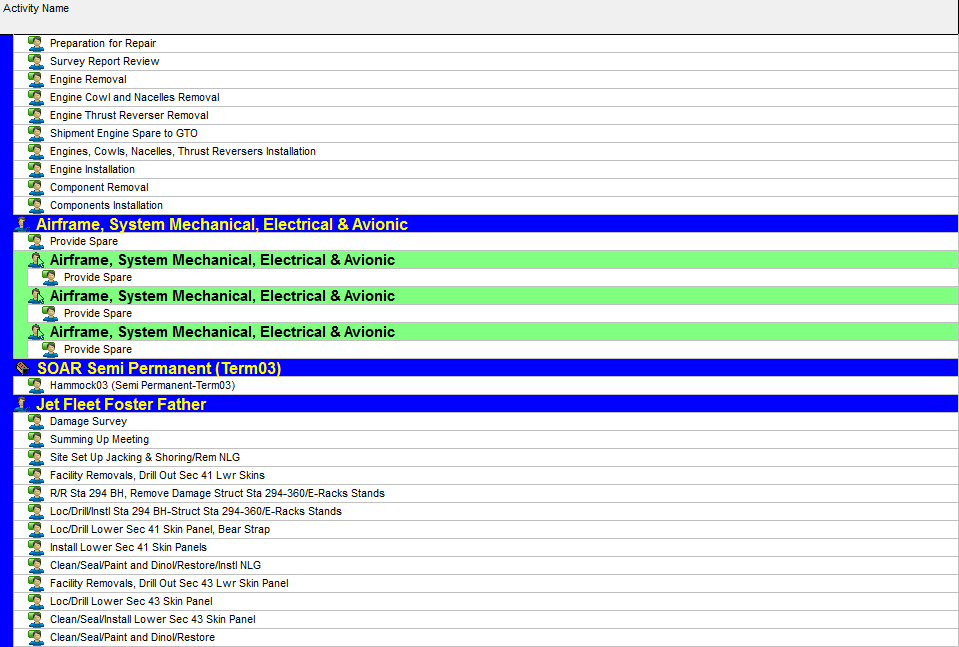 Activity Name
Preparation for Repair
Survey Report Review
Engine Removal
Engine Cowl and Nacelles Removal
Engine Thrust Reverser Removal
Shipment Engine Spare to GTO
Engines, Cowls, Nacelles, Thrust Reversers Installation
Engine Installation
Component Removal
Components Installation
Airframe, System Mechanical, Electrical & Avionic
Provide Spare
Airframe, System Mechanical, Electrical & Avionic
Provide Spare
Airframe, System Mechanical, Electrical & Avionic
Provide Spare
Airframe, System Mechanical, Electrical & Avionic
Provide Spare
SOAR Semi Permanent (Term03)
Hammock03 (Semi Permanent-Term03)
Jet Fleet Foster Father
Damage Survey
Summing Up Meeting
Site Set Up Jacking & Shoring/Rem NLG
Facility Removals, Drill Out Sec 41 Lwr Skins
R/R Sta 294 BH, Remove Damage Struct Sta 294-360/E-Racks Stands
Loc/Drill/Instl Sta 294 BH-Struct Sta 294-360/E-Racks Stands
Loc/Drill Lower Sec 41 Skin Panel, Bear Strap
Install Lower Sec 41 Skin Panels
Clean/Seal/Paint and Dinol/Restore/Instl NLG
Facility Removals, Drill Out Sec 43 Lwr Skin Panel
Loc/Drill Lower Sec 43 Skin Panel
Clean/Seal/Install Lower Sec 43 Skin Panel
Clean/Seal/Paint and Dinol/Restore